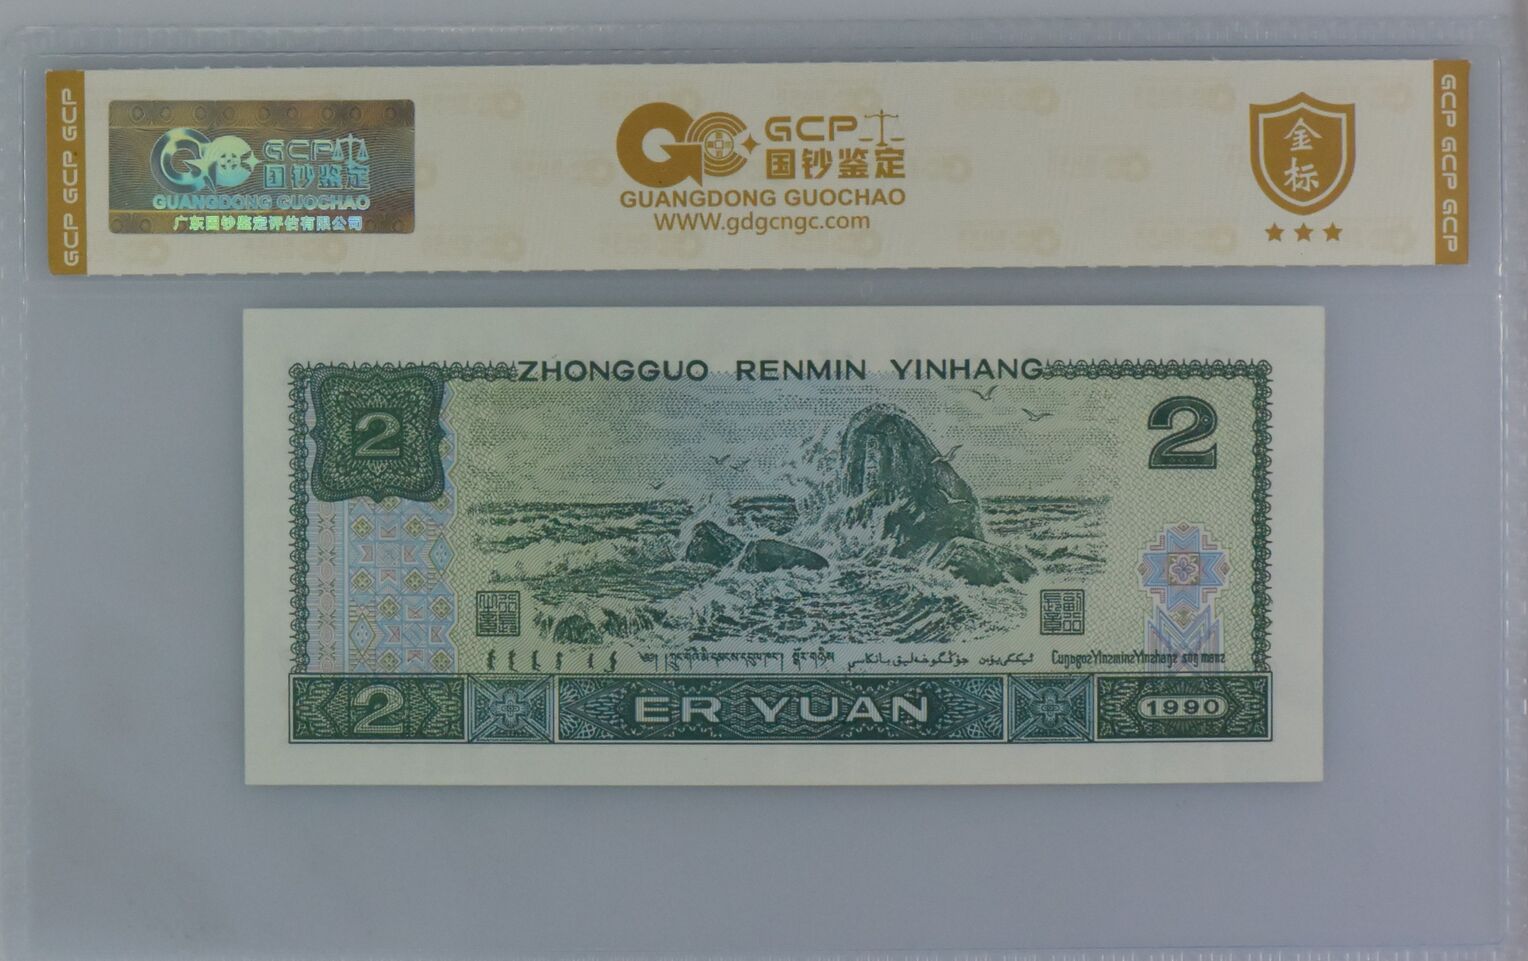 GCP GCP GCP
GCP
国钞鉴定
GUANGDONG GUOCHAO
广东国钞鉴定评估有限公司
GCP
国钞鉴定
GUANGDONG GUOCHAO
WWW.gdgcngc.com
金标
GCP GCP GCP
ZHONGGUO RENMIN YINHANG
2
2
2
ER YUAN
1990